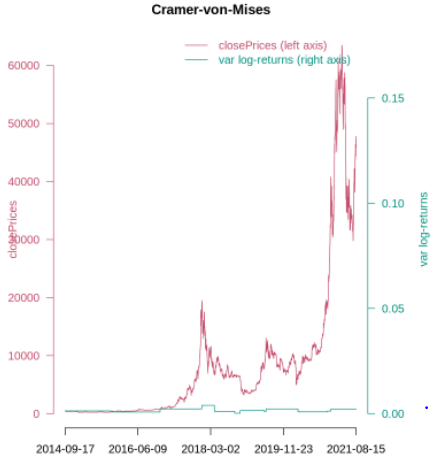 Cramer-von-Mises
closePrices (left axis)
var log-returns (right axis)
60000
50000
40000
30000
20000
10000
0
closePrices
0.15
0.10
0.05
0.00
var log-returns
2014-09-17 2016-06-09 2018-03-02 2019-11-23 2021-08-15